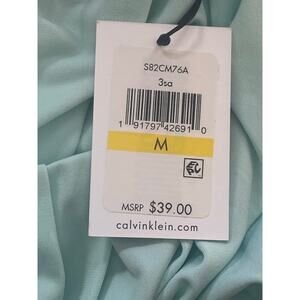 S82CM76A
3sa
1 91797 42691 0
M
MSRP $39.00
calvinklein.com